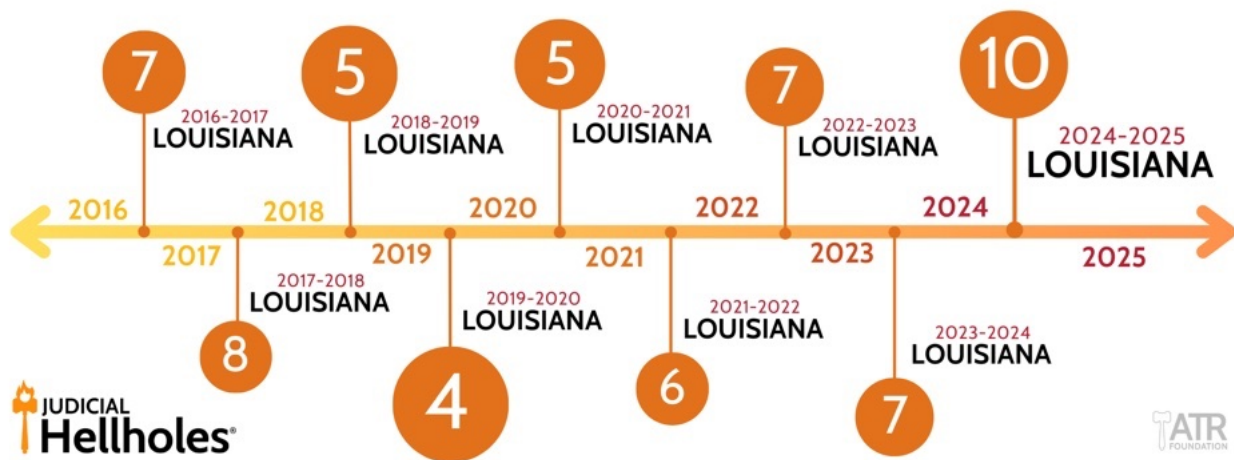 7
2016-2017
LOUISIANA
5
2018-2019
LOUISIANA
5
2020-2021
LOUISIANA
7
2022-2023
LOUISIANA
10
2024-2025
LOUISIANA
2016
2018
2020
2022
2024
2017
2019
2021
2023
2025
2017-2018
LOUISIANA
8
2019-2020
LOUISIANA
4
2021-2022
LOUISIANA
6
2023-2024
LOUISIANA
7
JUDICIAL
Hellholes®
ATR
FOUNDATION